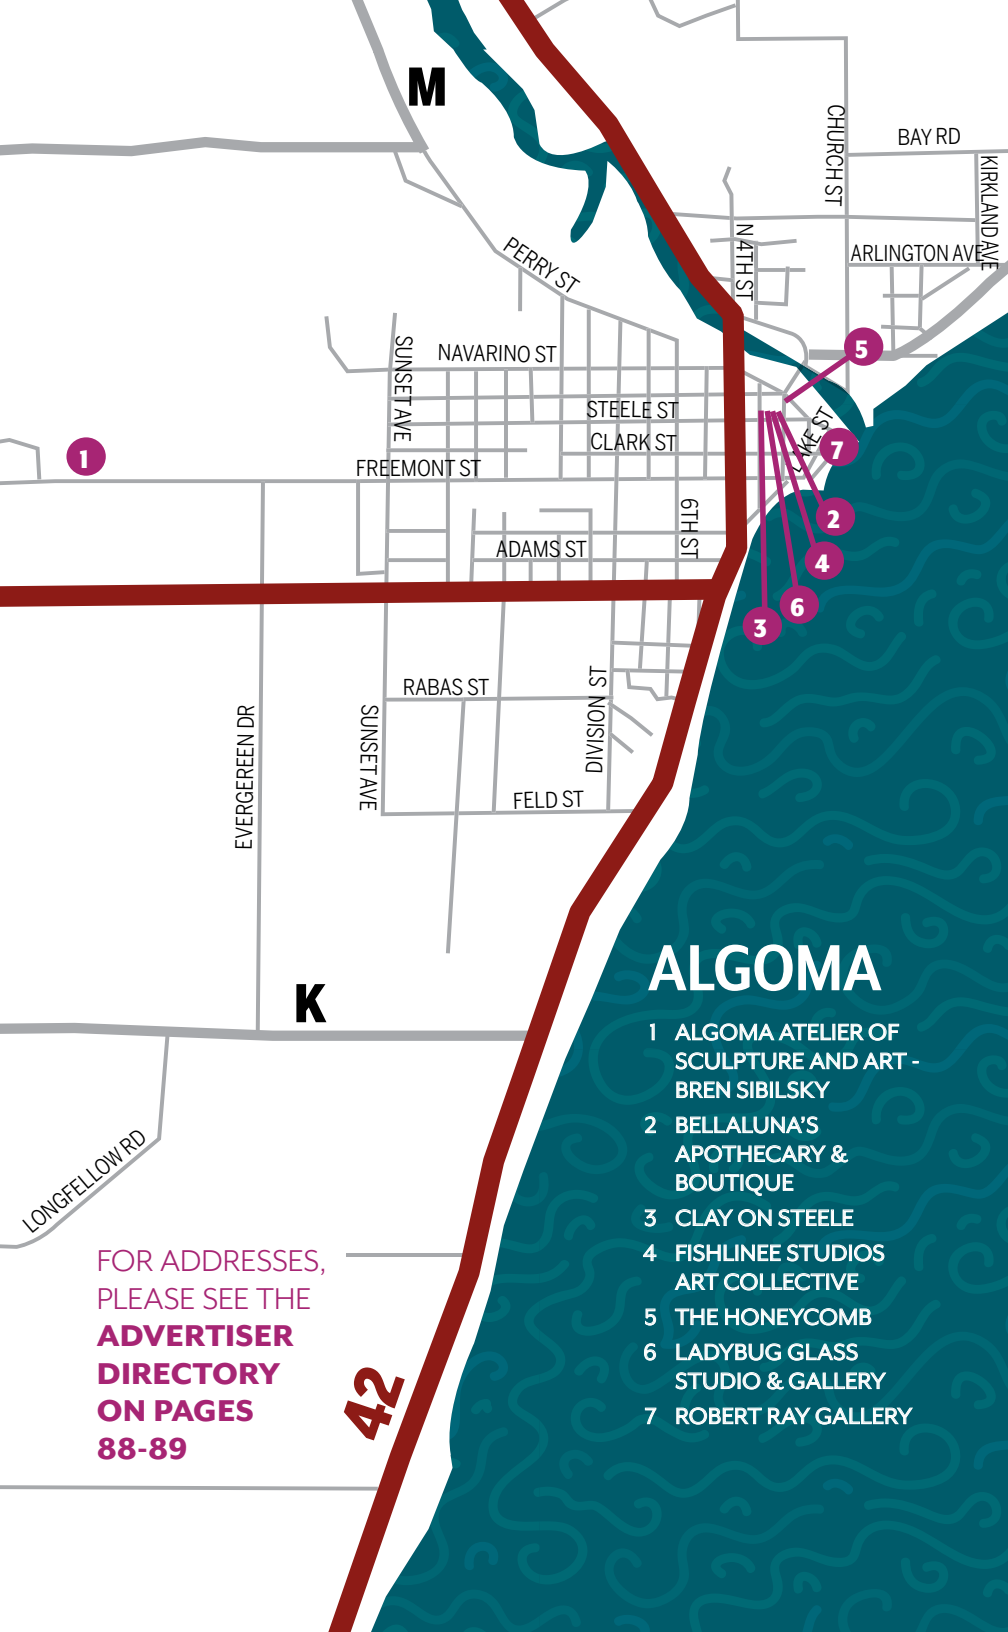 M
CHURCH ST
BAY RD
KIRKLAND AVE
N 4TH ST
ARLINGTON AVE
PERRY ST
5
SUNSET AVE
NAVARINO ST
STEELE ST
LAKE ST
CLARK ST
7
1
FREEMONT ST
6TH ST
2
ADAMS ST
4
6
3
RABAS ST
DIVISION ST
EVERGEREEN DR
SUNSET AVE
FELD ST
K
LONGFELLOW RD
FOR ADDRESSES,
PLEASE SEE THE
ADVERTISER
DIRECTORY
ON PAGES
88-89
42
ALGOMA
1 ALGOMA ATELIER OF
SCULPTURE AND ART -
BREN SIBILSKY
2 BELLALUNA'S
APOTHECARY &
BOUTIQUE
3 CLAY ON STEELE
4 FISHLINEE STUDIOS
ART COLLECTIVE
5 THE HONEYCOMB
6 LADYBUG GLASS
STUDIO & GALLERY
7 ROBERT RAY GALLERY